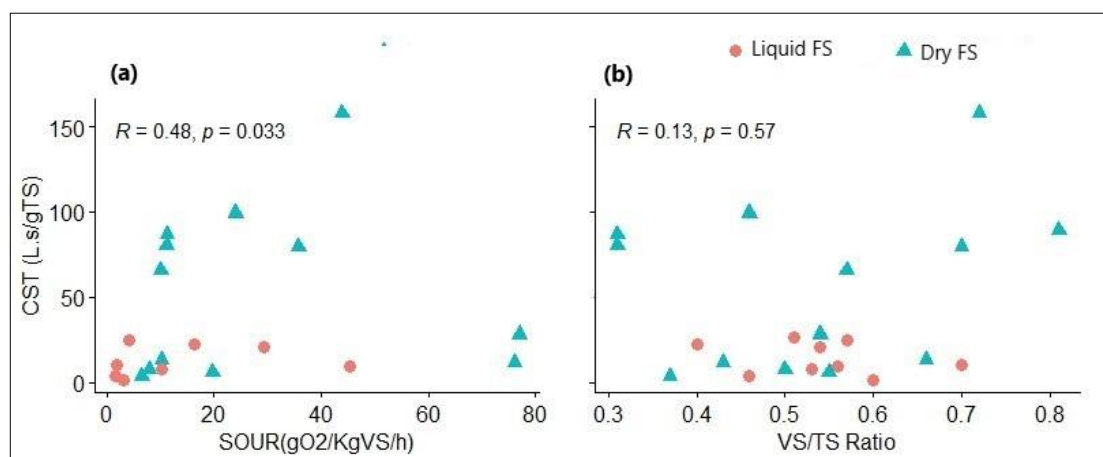 Liquid FS Dry FS
(a) (b)
R = 0.48, p = 0.033 R = 0.13, p = 0.57
CST (L.s/gTS)
150
100
50
0
0 20 40 60 80 0.3 0.4 0.5 0.6 0.7 0.8
SOUR(gO2/KgVS/h) VS/TS Ratio